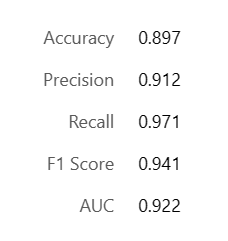 Accuracy 0.897
Precision 0.912
Recall 0.971
F1 Score 0.941
AUC 0.922